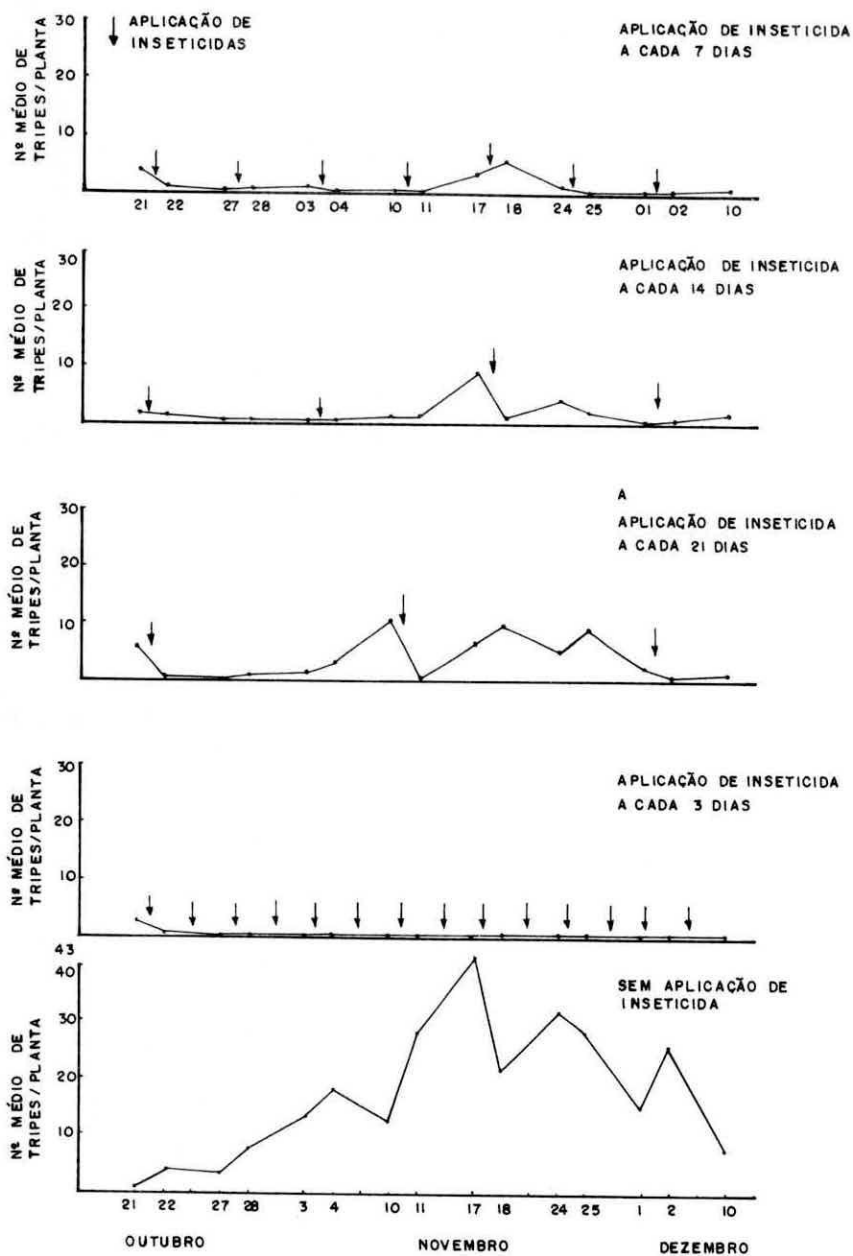 30
20
10
Nº MÉDIO DE
TRIPES/PLANTA
APLICAÇÃO DE
INSETICIDAS
APLICAÇÃO DE INSETICIDA
A CADA 7 DIAS
21 22 27 28 03 04 10 11 17 18 24 25 01 02 10
30
20
10
Nº MÉDIO DE
TRIPES/PLANTA
APLICAÇÃO DE INSETICIDA
A CADA 14 DIAS
30
20
10
Nº MÉDIO DE
TRIPES/PLANTA
A
APLICAÇÃO DE INSETICIDA
A CADA 21 DIAS
30
20
10
Nº MÉDIO DE
TRIPES/PLANTA
APLICAÇÃO DE INSETICIDA
A CADA 3 DIAS
43
40
30
20
10
Nº MÉDIO DE
TRIPES/PLANTA
SEM APLICAÇÃO DE
INSETICIDA
21 22 27 28 3 4 10 11 17 18 24 25 1 2 10
OUTUBRO NOVEMBRO DEZEMBRO